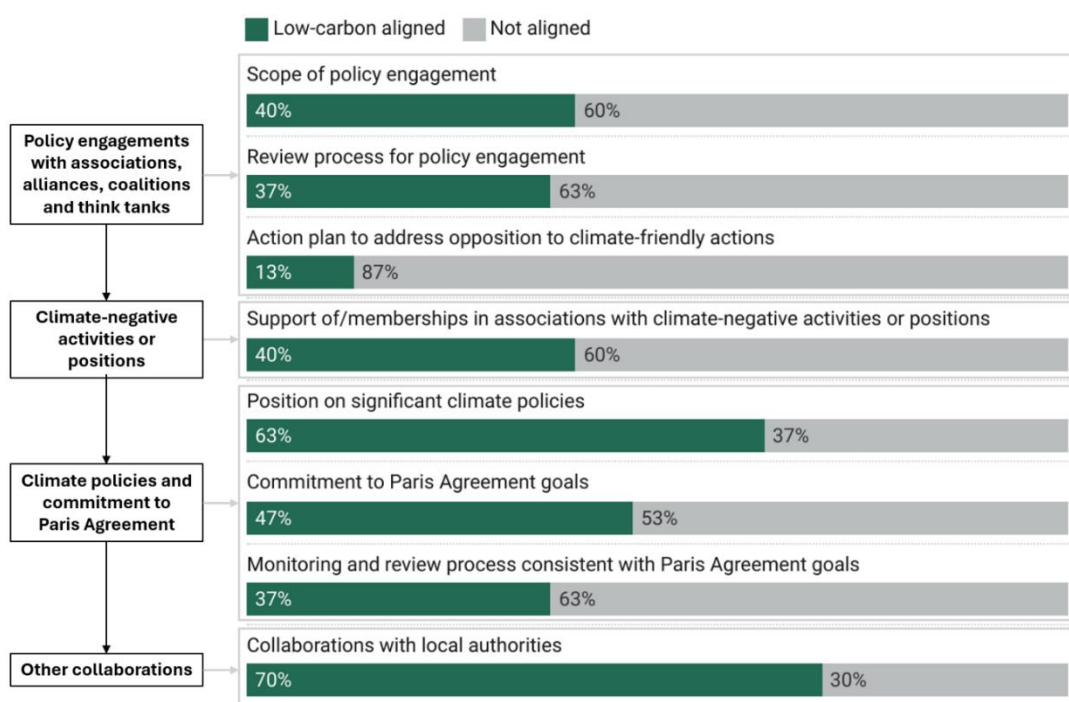 Low-carbon aligned Not aligned
Policy engagements
with associations,
alliances, coalitions
and think tanks
Scope of policy engagement
40% 60%
Review process for policy engagement
37% 63%
Action plan to address opposition to climate-friendly actions
13% 87%
Climate-negative
activities or
positions
Support of/memberships in associations with climate-negative activities or positions
40% 60%
Climate policies and
commitment to
Paris Agreement
Position on significant climate policies
63% 37%
Commitment to Paris Agreement goals
47% 53%
Monitoring and review process consistent with Paris Agreement goals
37% 63%
Other collaborations
Collaborations with local authorities
70% 30%